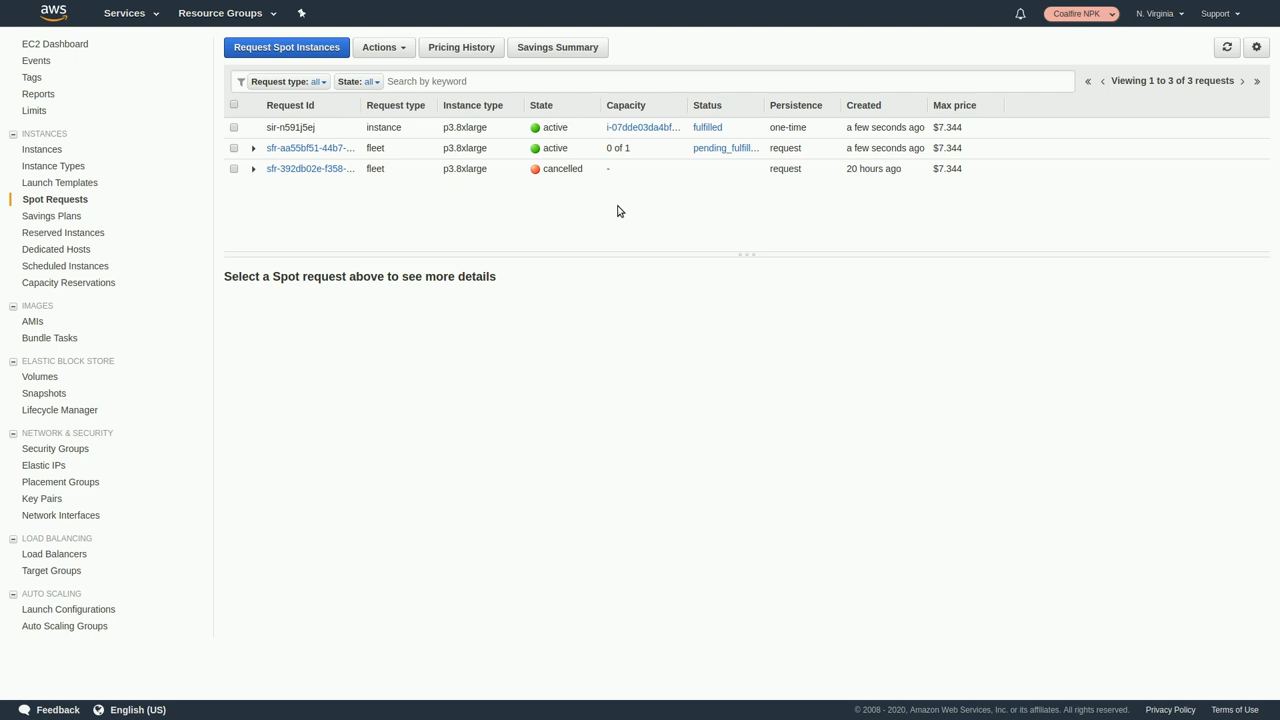 aws Services Resource Groups Coalfire NPK N. Virginia Support
EC2 Dashboard
Events
Tags
Reports
Limits
INSTANCES
Instances
Instance Types
Launch Templates
Spot Requests
Savings Plans
Reserved Instances
Dedicated Hosts
Scheduled Instances
Capacity Reservations
IMAGES
AMIs
Bundle Tasks
ELASTIC BLOCK STORE
Volumes
Snapshots
Lifecycle Manager
NETWORK & SECURITY
Security Groups
Elastic IPs
Placement Groups
Key Pairs
Network Interfaces
LOAD BALANCING
Load Balancers
Target Groups
AUTO SCALING
Launch Configurations
Auto Scaling Groups
Request Spot Instances Actions Pricing History Savings Summary
Request type: all State: all Search by keyword Viewing 1 to 3 of 3 requests
Request Id Request type Instance type State Capacity Status Persistence Created Max price
sir-n591j5ej instance p3.8xlarge active i-07dde03da4bf... fulfilled one-time a few seconds ago $7.344
sfr-aa55bf51-44b7-... fleet p3.8xlarge active 0 of 1 pending_fulfill... request a few seconds ago $7.344
sfr-392db02e-f358-... fleet p3.8xlarge cancelled - request 20 hours ago $7.344
Select a Spot request above to see more details
Feedback English (US) © 2008 - 2020, Amazon Web Services, Inc. or its affiliates. All rights reserved. Privacy Policy Terms of Use